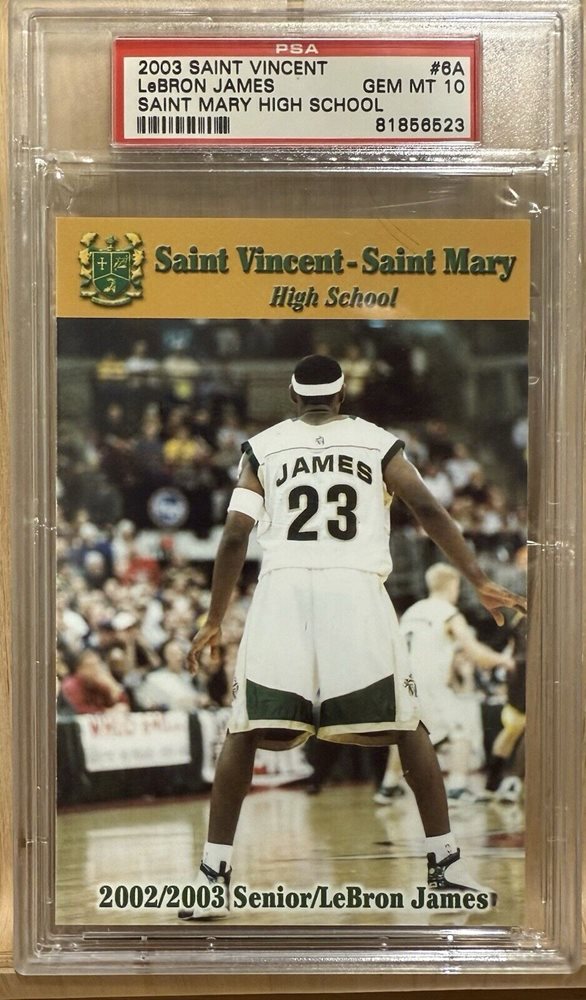 PSA
2003 SAINT VINCENT #6A
LeBRON JAMES GEM MT 10
SAINT MARY HIGH SCHOOL
81856523
Saint Vincent-Saint Mary
High School
JAMES
23
2002/2003 Senior/LeBron James